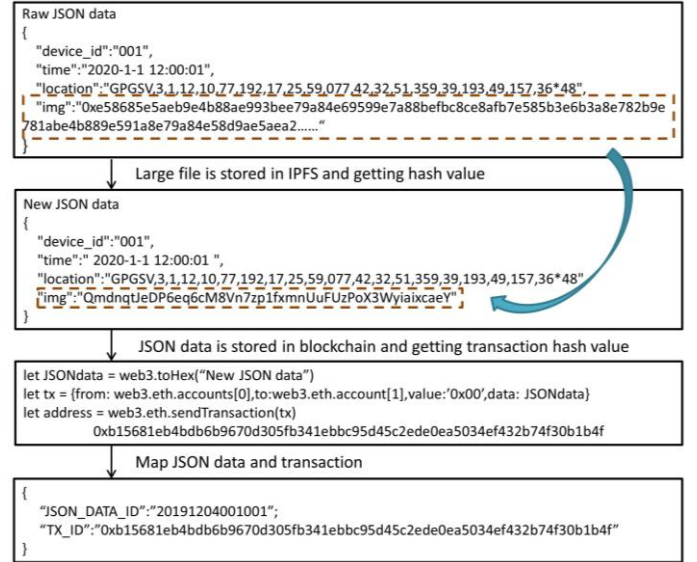 Raw JSON data
{
"device_id":"001",
"time":"2020-1-1 12:00:01",
"location":"GPGSV,3,1,12,10,77,192,17,25,59,077,42,32,51,359,39,193,49,157,36*48",
"img":"0xe58685e5aeb9e4b88ae993bee79a84e69599e7a88befbc8ce8afb7e585b3e6b3a8e782b9e
781abe4b889e591a8e79a84e58d9ae5aea2......"
}
Large file is stored in IPFS and getting hash value
New JSON data
{
"device_id":"001",
"time":" 2020-1-1 12:00:01 ",
"location":"GPGSV,3,1,12,10,77,192,17,25,59,077,42,32,51,359,39,193,49,157,36*48"
"img":"QmdnqtJeDP6eq6cM8Vn7zp1fxmnUuFUzPoX3WyiaixcaeY"
}
JSON data is stored in blockchain and getting transaction hash value
let JSONdata = web3.toHex("New JSON data")
let tx = {from: web3.eth.accounts[0],to:web3.eth.account[1],value:'0x00',data: JSONdata}
let address = web3.eth.sendTransaction(tx)
0xb15681eb4bdb6b9670d305fb341ebbc95d45c2ede0ea5034ef432b74f30b1b4f
Map JSON data and transaction
{
"JSON_DATA_ID":"20191204001001";
"TX_ID":"0xb15681eb4bdb6b9670d305fb341ebbc95d45c2ede0ea5034ef432b74f30b1b4f"
}